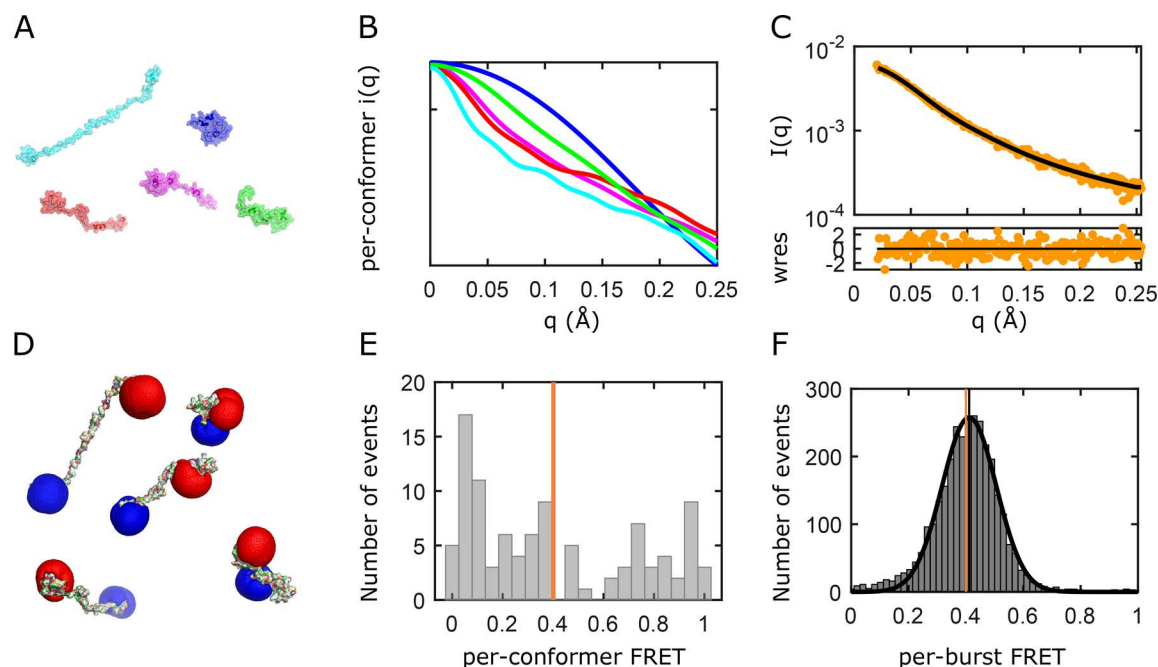 A
B
per-conformer i(q)
0 0.05 0.1 0.15 0.2 0.25
q (Å)
C
10-2
10-3
10-4
I(q)
2
0
-2
wres
0 0.05 0.1 0.15 0.2 0.25
q (Å)
D
E
20
15
10
5
0
Number of events
0 0.2 0.4 0.6 0.8 1
per-conformer FRET
F
300
200
100
0
Number of events
0 0.2 0.4 0.6 0.8 1
per-burst FRET